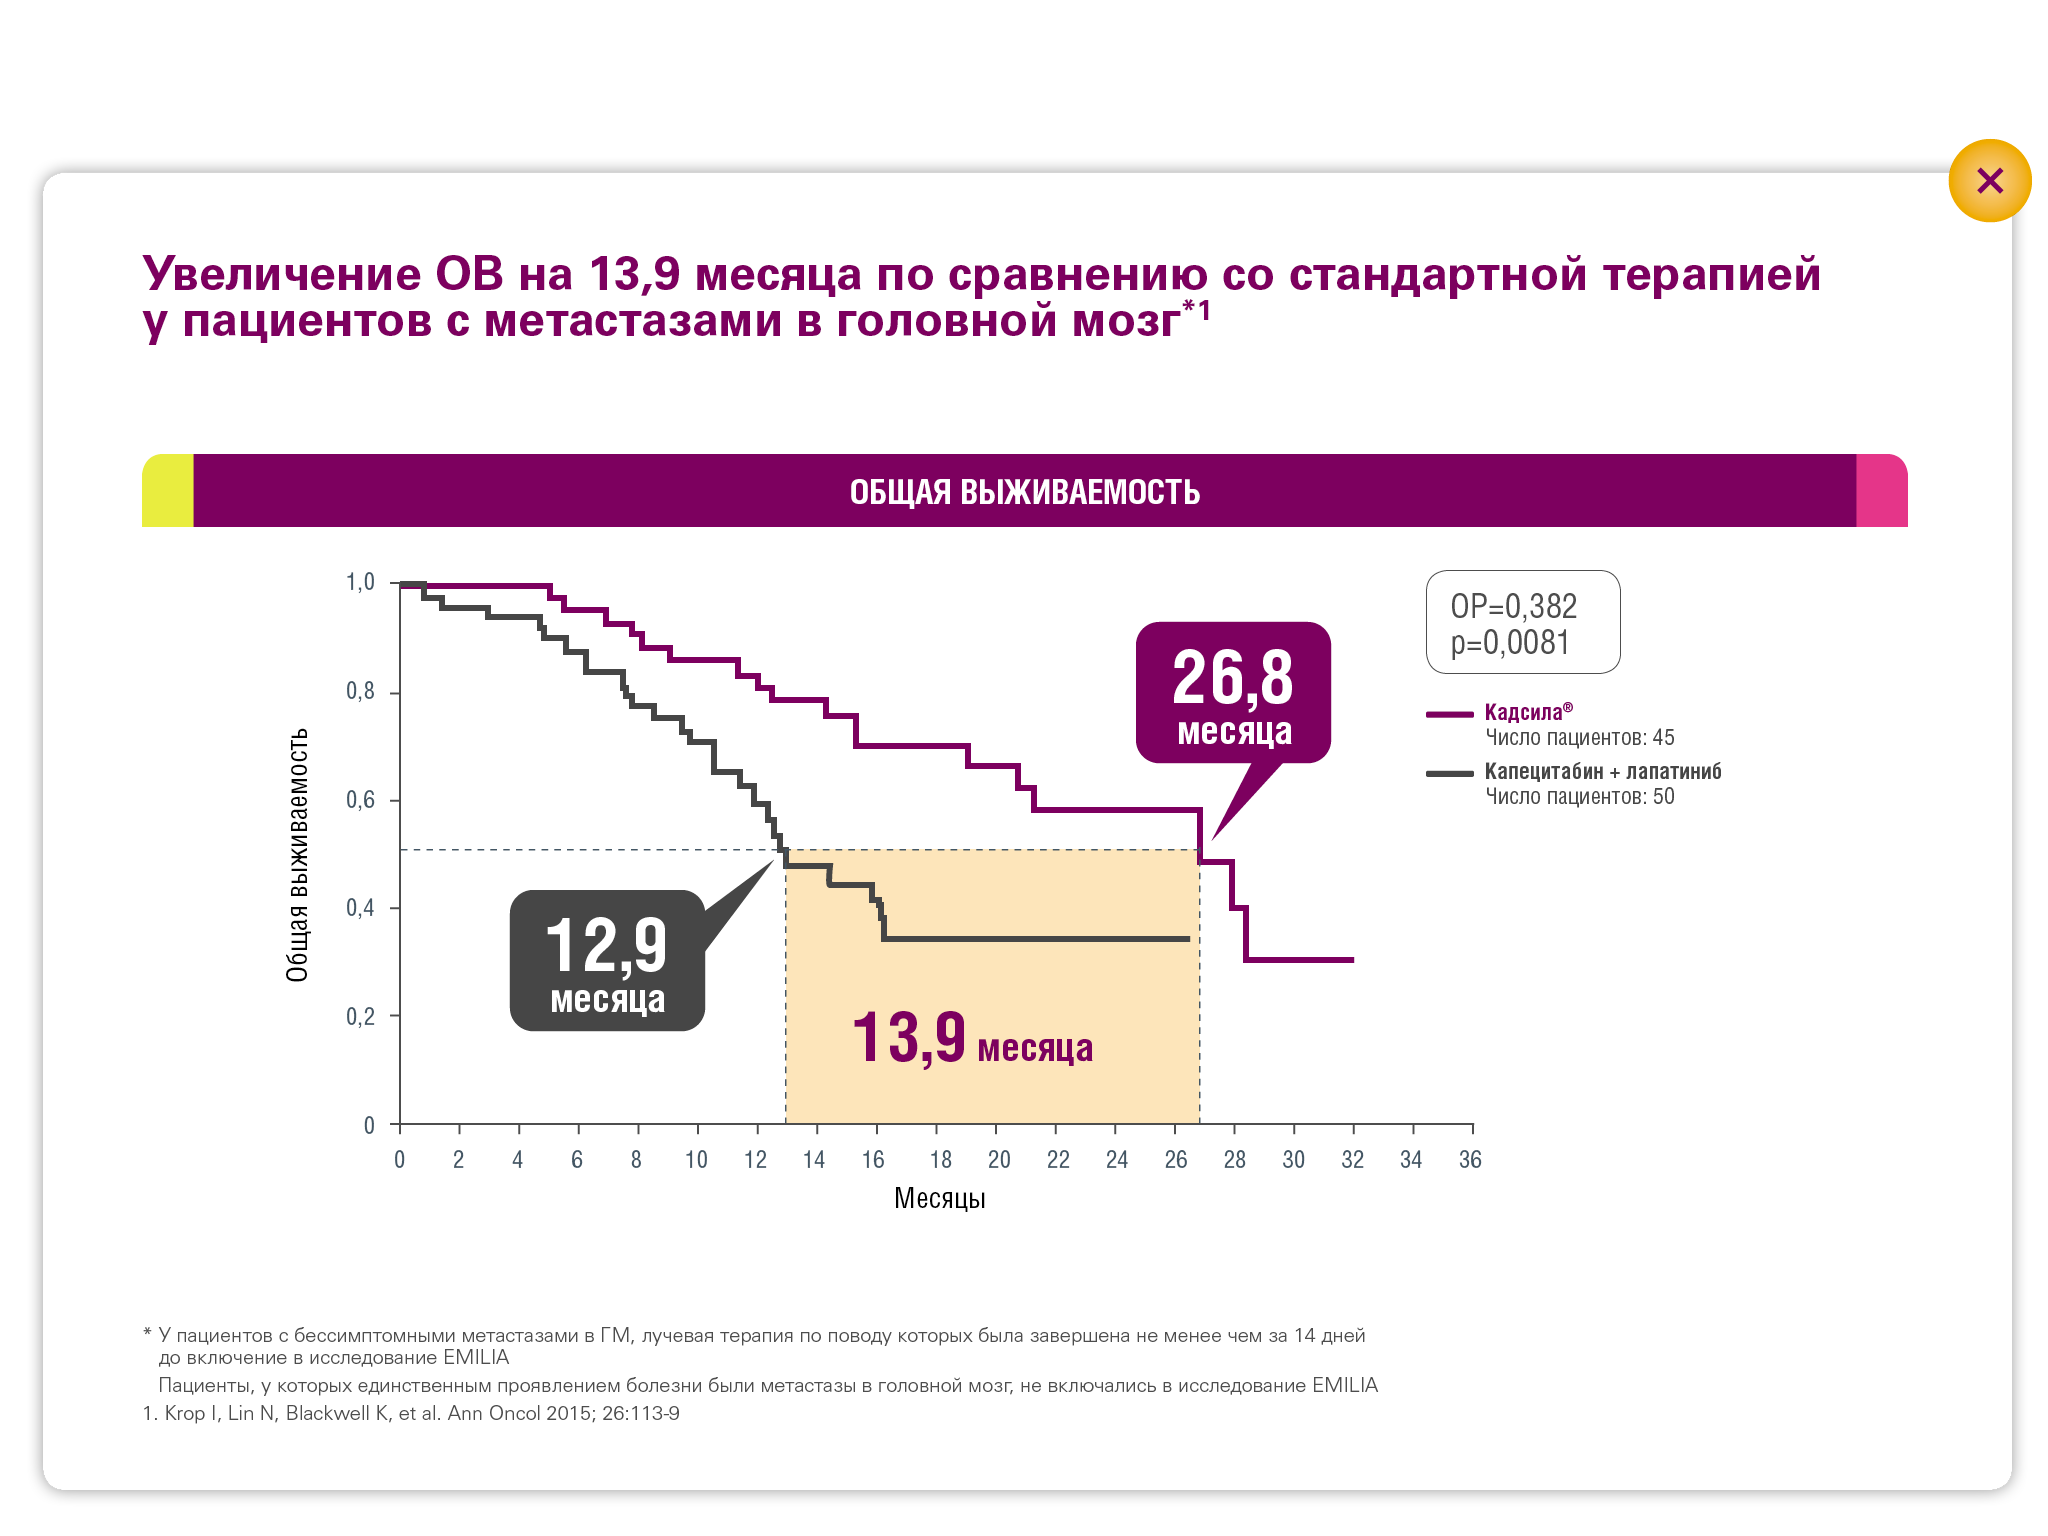 Увеличение ОВ на 13,9 месяца по сравнению со стандартной терапией
у пациентов с метастазами в головной мозг*1
ОБЩАЯ ВЫЖИВАЕМОСТЬ
Общая выживаемость
1,0
0,8
0,6
0,4
0,2
0
26,8
месяца
12,9
месяца
13,9 месяца
ОР=0,382
p=0,0081
Кадсила®
Число пациентов: 45
Капецитабин + лапатиниб
Число пациентов: 50
0 2 4 6 8 10 12 14 16 18 20 22 24 26 28 30 32 34 36
Месяцы
* У пациентов с бессимптомными метастазами в ГМ, лучевая терапия по поводу которых была завершена не менее чем за 14 дней
до включение в исследование EMILIA
Пациенты, у которых единственным проявлением болезни были метастазы в головной мозг, не включались в исследование EMILIA
1. Krop I, Lin N, Blackwell K, et al. Ann Oncol 2015; 26:113-9